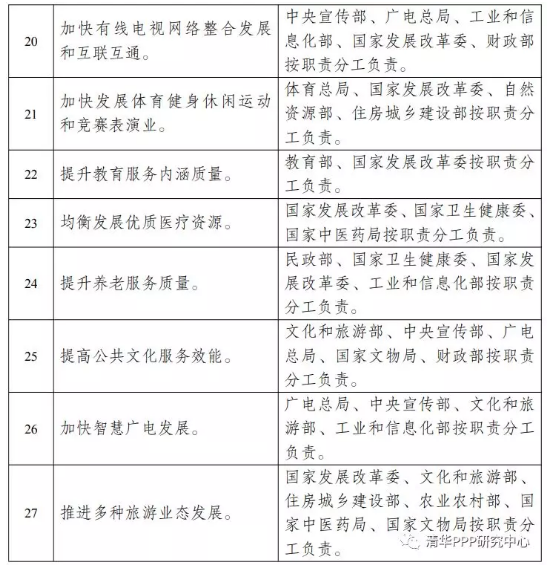 20
加快有线电视网络整合发展
和互联互通。
中央宣传部、广电总局、工业和信
息化部、国家发展改革委、财政部
按职责分工负责。
21
加快发展体育健身休闲运动
和竞赛表演业。
体育总局、国家发展改革委、自然
资源部、住房城乡建设部按职责分
工负责。
22
提升教育服务内涵质量。
教育部、国家发展改革委按职责分
工负责。
23
均衡发展优质医疗资源。
国家发展改革委、国家卫生健康委、
国家中医药局按职责分工负责。
24
提升养老服务质量。
民政部、国家卫生健康委、国家发
展改革委、工业和信息化部按职责
分工负责。
25
提高公共文化服务效能。
文化和旅游部、中央宣传部、广电
总局、国家文物局、财政部按职责
分工负责。
26
加快智慧广电发展。
广电总局、中央宣传部、文化和旅
游部、工业和信息化部按职责分工
负责。
27
推进多种旅游业态发展。
国家发展改革委、文化和旅游部、
住房城乡建设部、农业农村部、国
家中医药局、国家文物局按职责分
工负责。
清华PPP研究中心